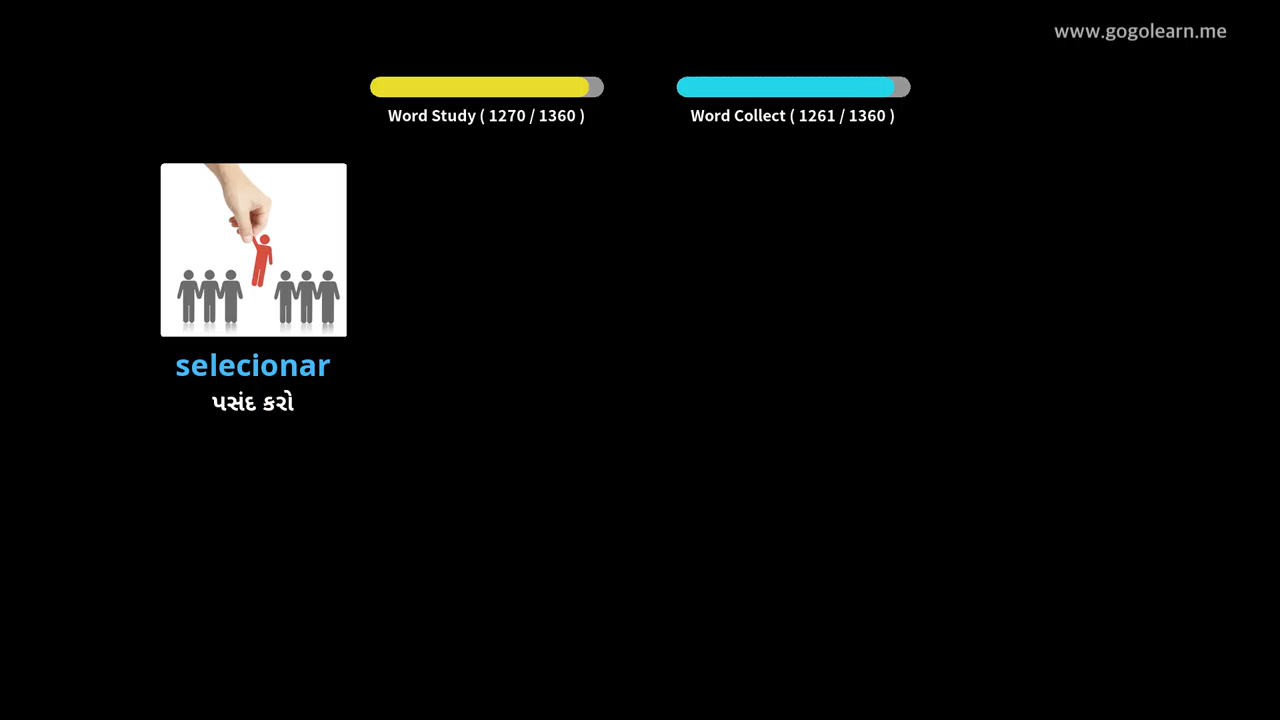 www.gogolearn.me
Word Study ( 1270 / 1360 )
Word Collect ( 1261 / 1360 )
selecionar
પસંદ કરો